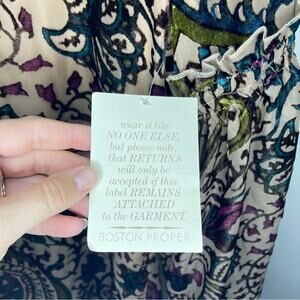 wear it like
NO ONE ELSE,
but please note,
that RETURNS
will only be
accepted if this
label REMAINS
ATTACHED
to the GARMENT.
BOSTON PROPER